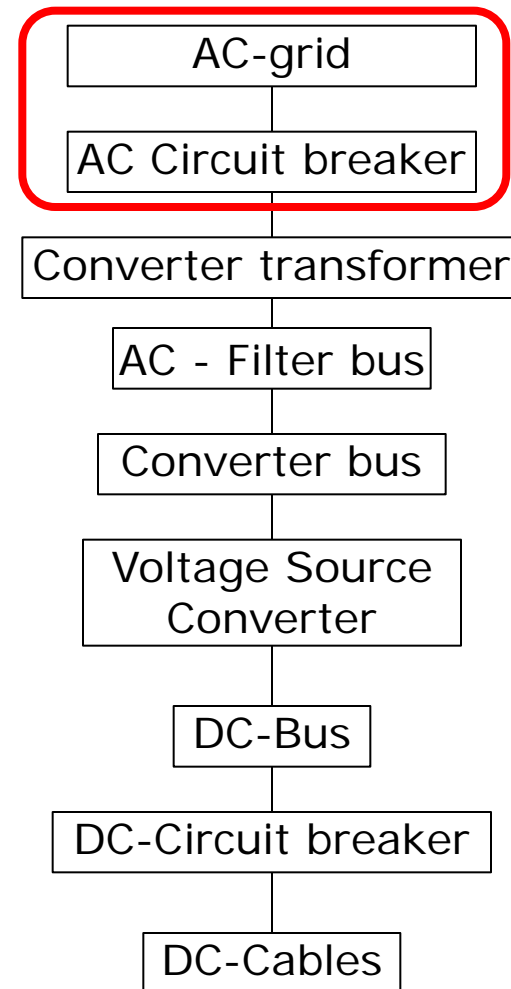 AC-grid
AC Circuit breaker
Converter transformer
AC - Filter bus
Converter bus
Voltage Source
Converter
DC-Bus
DC-Circuit breaker
DC-Cables